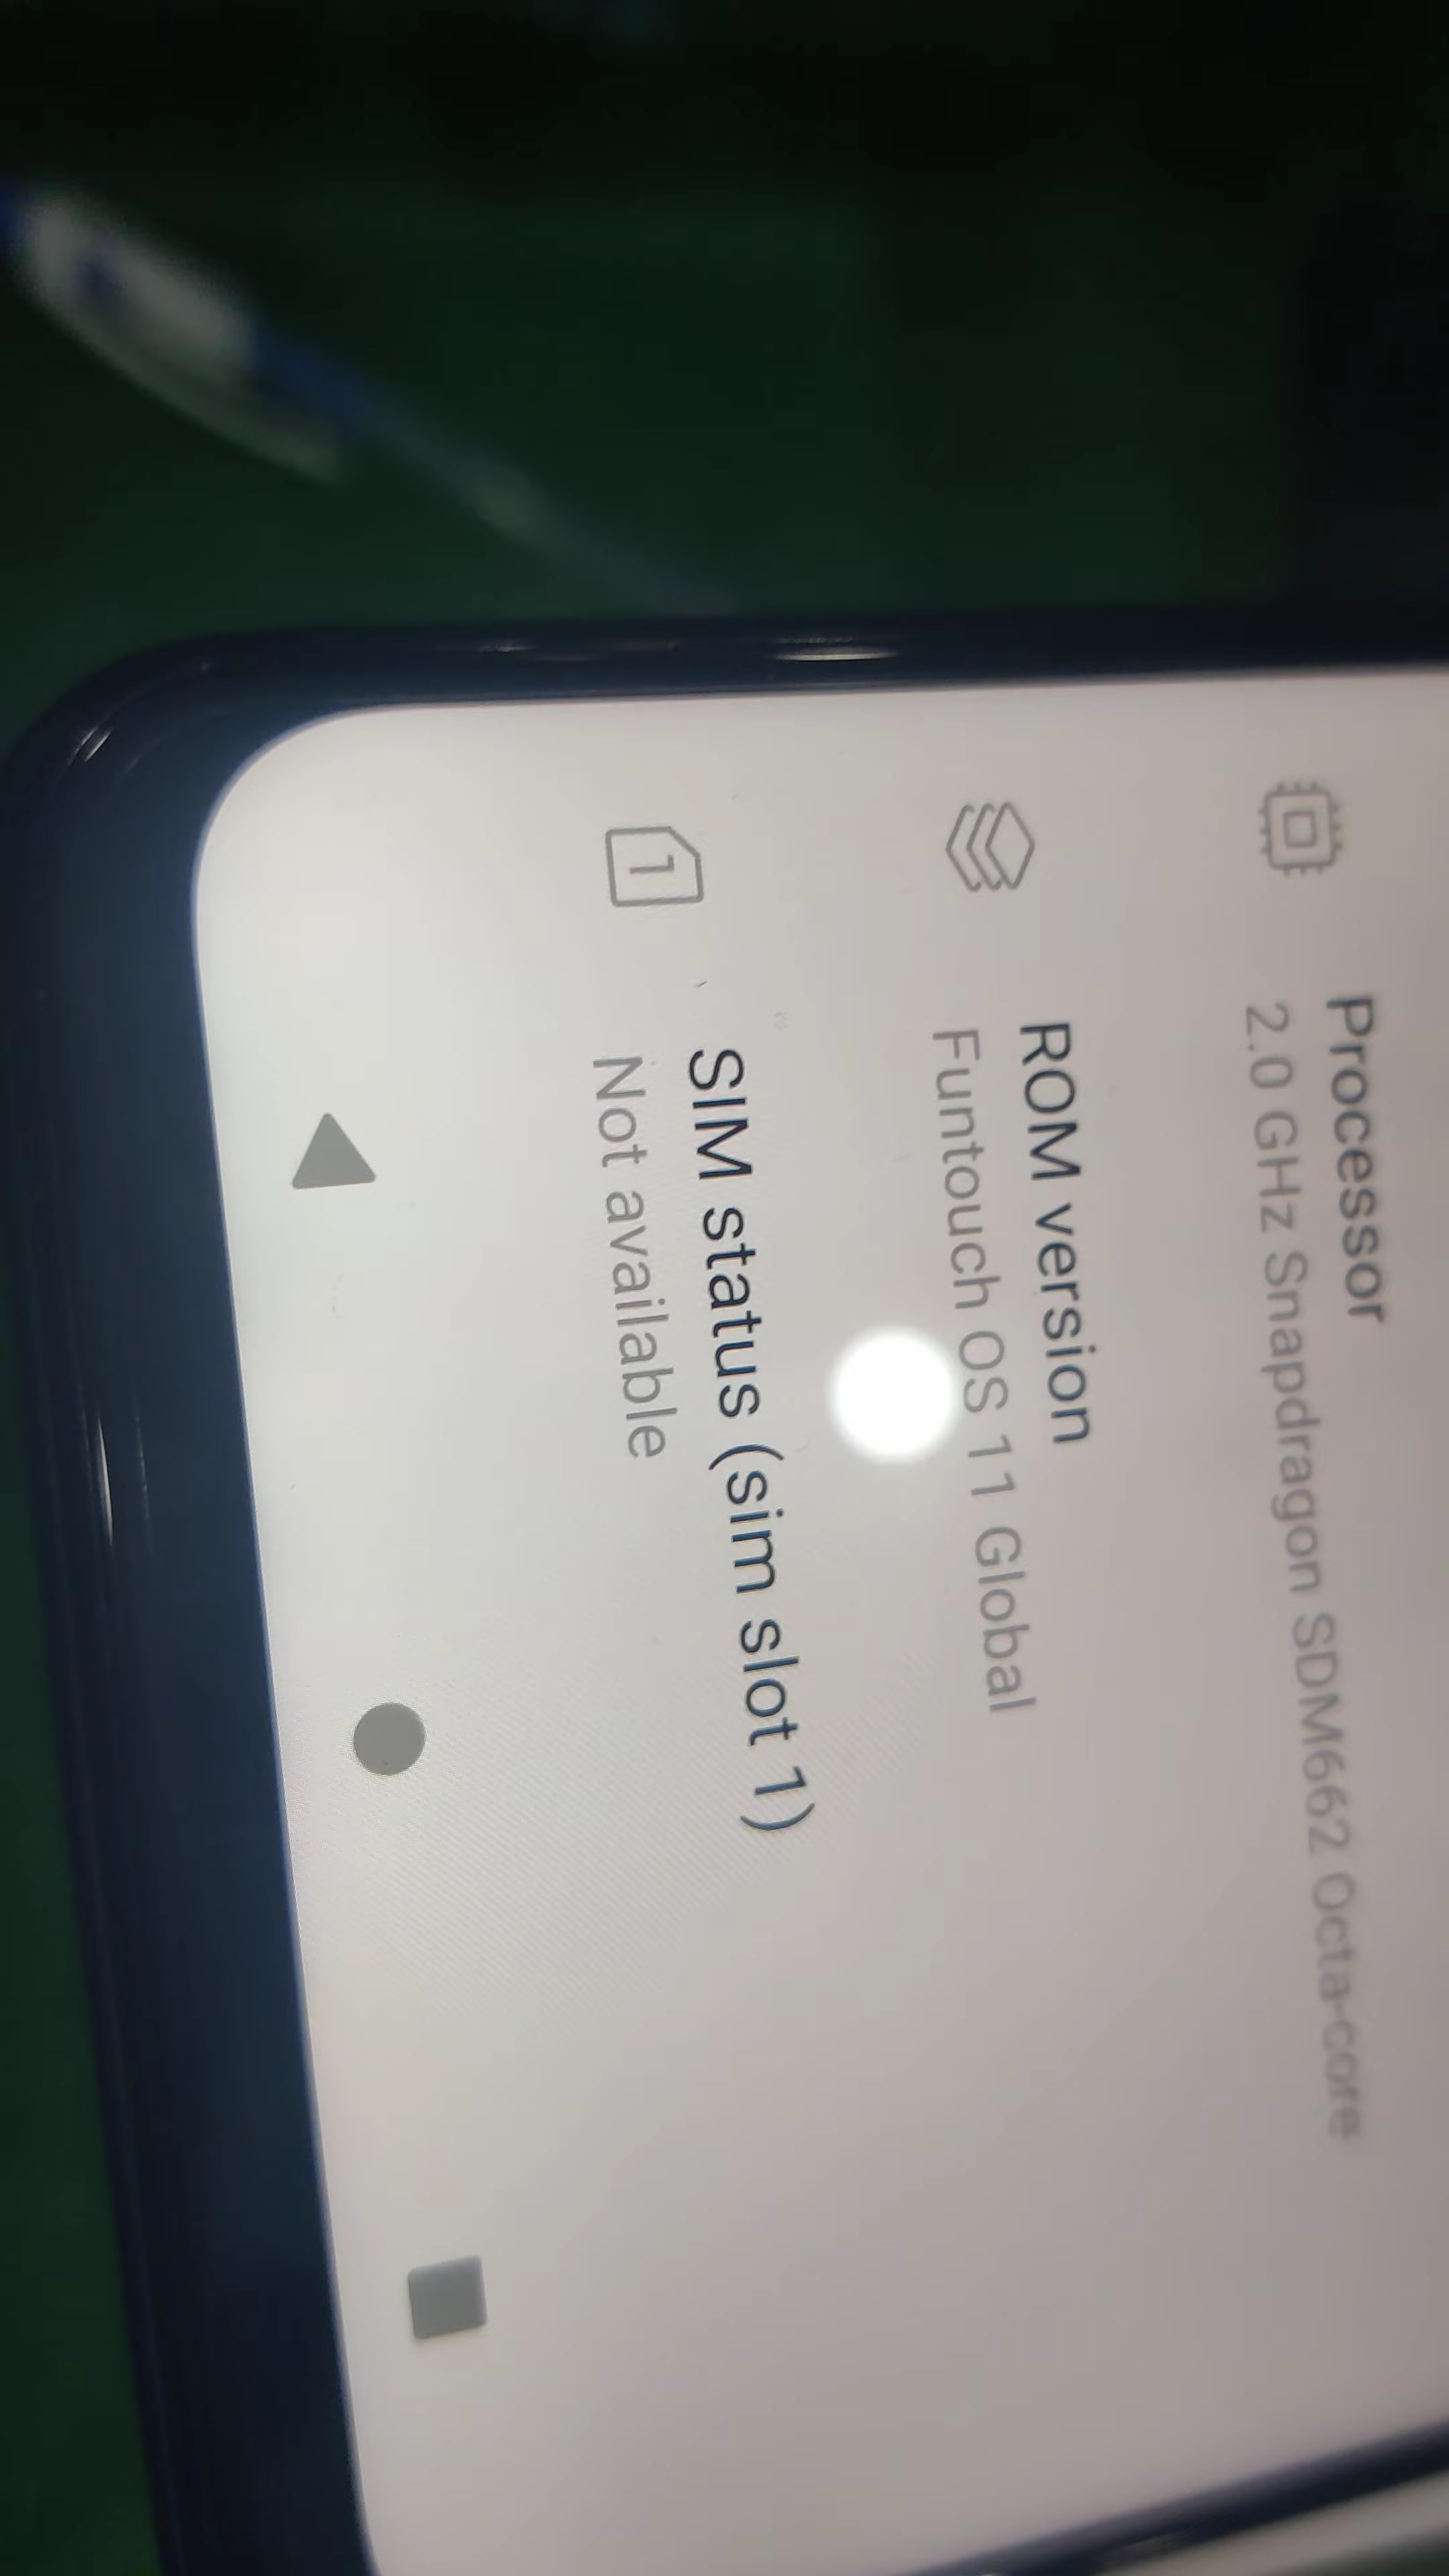 Processor
2.0 GHz Snapdragon SDM662 Octa-core
ROM version
Funtouch OS 11 Global
1
SIM status (sim slot 1)
Not available